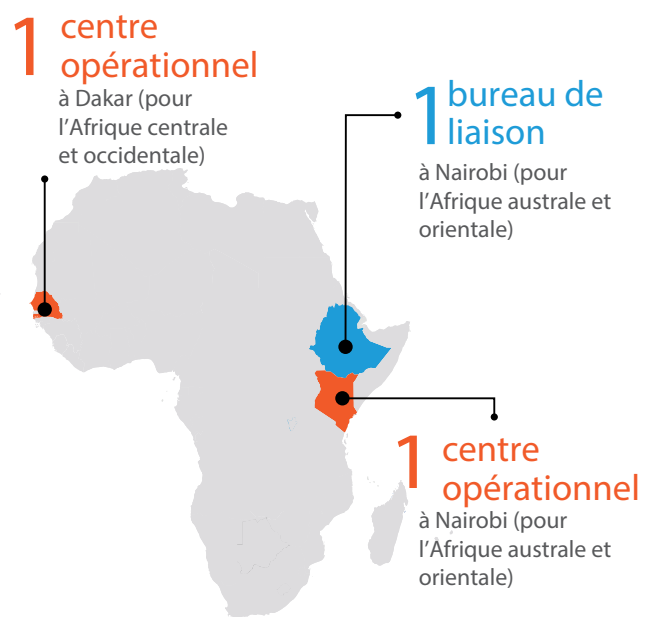 1 centre
opérationnel
à Dakar (pour
l'Afrique centrale
et occidentale)
1 bureau de
liaison
à Nairobi (pour
l'Afrique australe et
orientale)
1 centre
opérationnel
à Nairobi (pour
l'Afrique australe et
orientale)